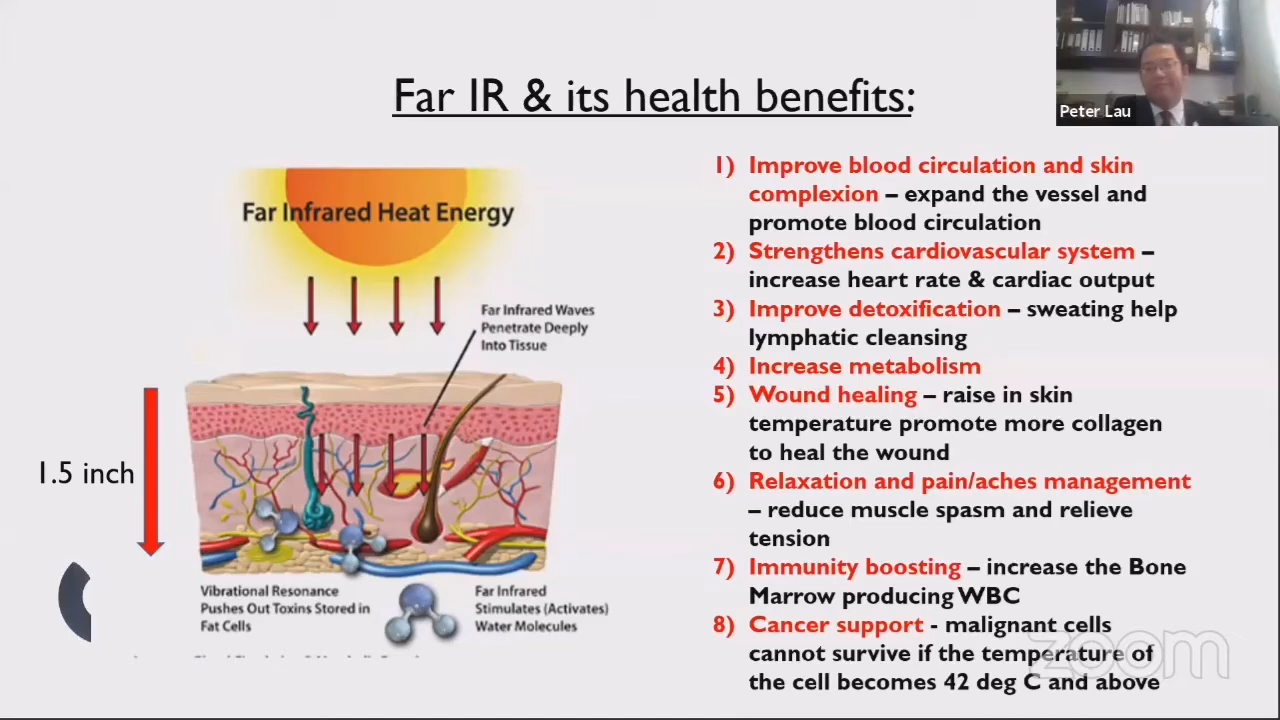 Far IR & its health benefits:
Peter Lau
Far Infrared Heat Energy
Far Infrared Waves
Penetrate Deeply
Into Tissue
1.5 inch
Vibrational Resonance
Pushes Out Toxins Stored in
Fat Cells
Far Infrared
Stimulates (Activates)
Water Molecules
1) Improve blood circulation and skin
complexion – expand the vessel and
promote blood circulation
2) Strengthens cardiovascular system –
increase heart rate & cardiac output
3) Improve detoxification – sweating help
lymphatic cleansing
4) Increase metabolism
5) Wound healing – raise in skin
temperature promote more collagen
to heal the wound
6) Relaxation and pain/aches management
– reduce muscle spasm and relieve
tension
7) Immunity boosting – increase the Bone
Marrow producing WBC
8) Cancer support - malignant cells
cannot survive if the temperature of
the cell becomes 42 deg C and above
zoom